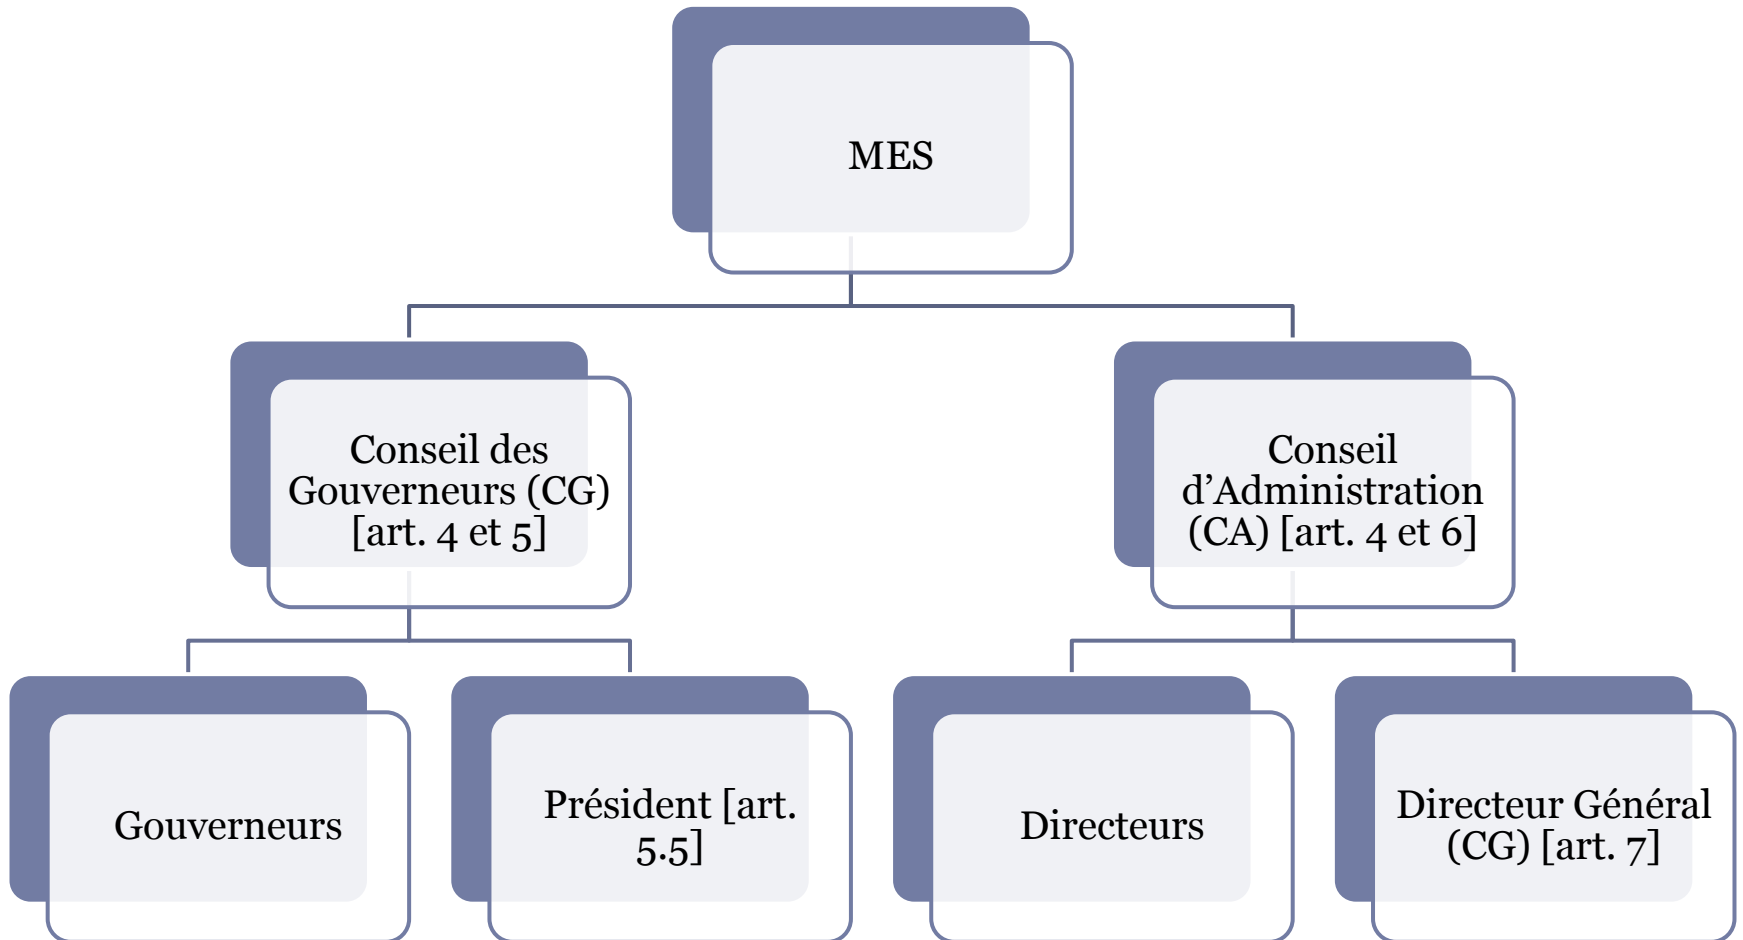 MES
Conseil des
Gouverneurs (CG)
[art. 4 et 5]
Conseil
d’Administration
(CA) [art. 4 et 6]
Gouverneurs
Président [art.
5.5]
Directeurs
Directeur Général
(CG) [art. 7]